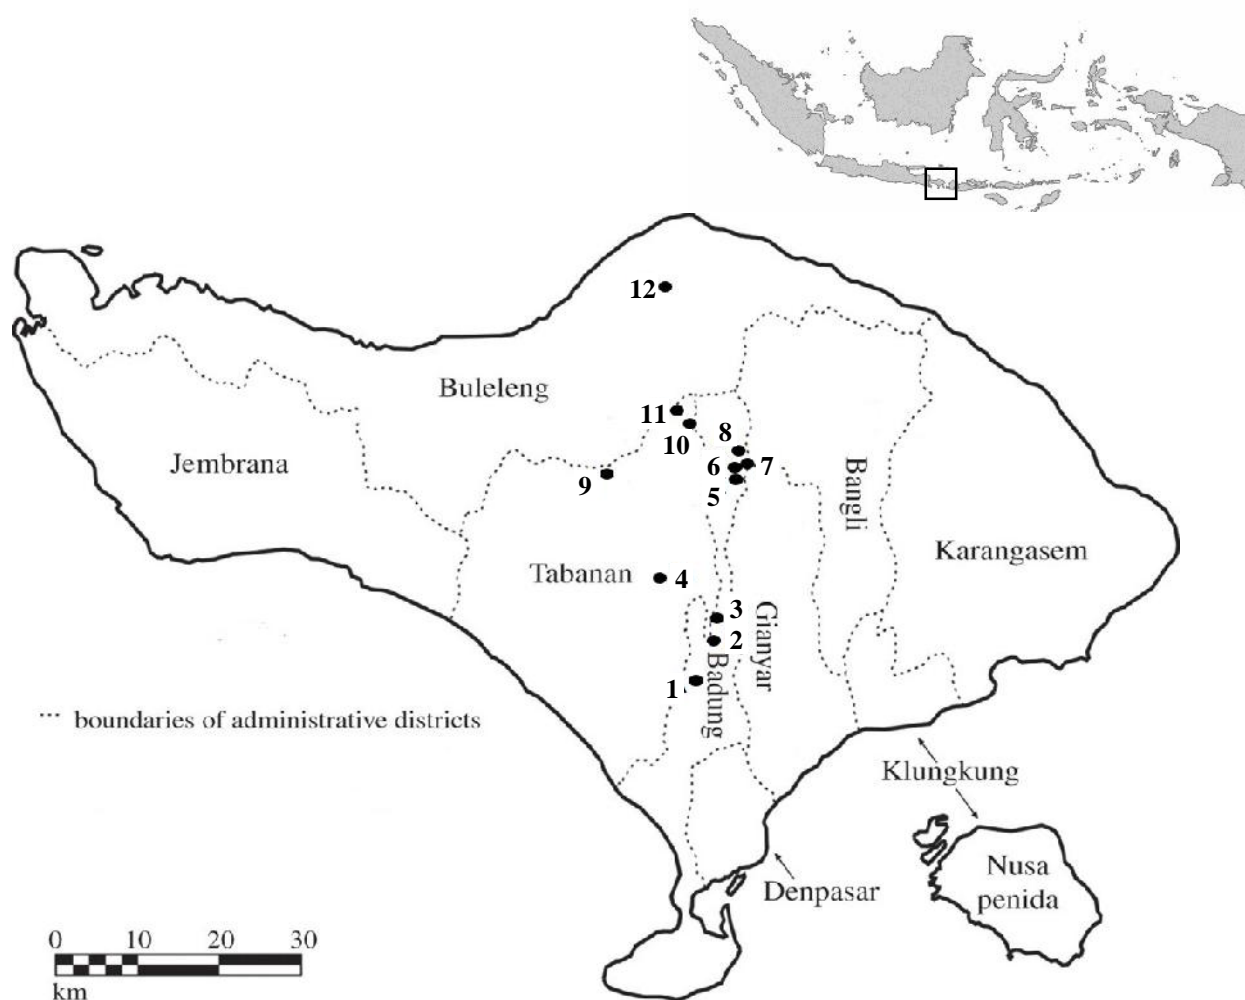 12
Buleleng
11
10
8
Jembrana
6
7
9
5
Bangli
Karangasem
Tabanan
4
3
Gianyar
2
Badung
1
boundaries of administrative districts
Klungkung
Nusa
penida
Denpasar
0 10 20 30
km